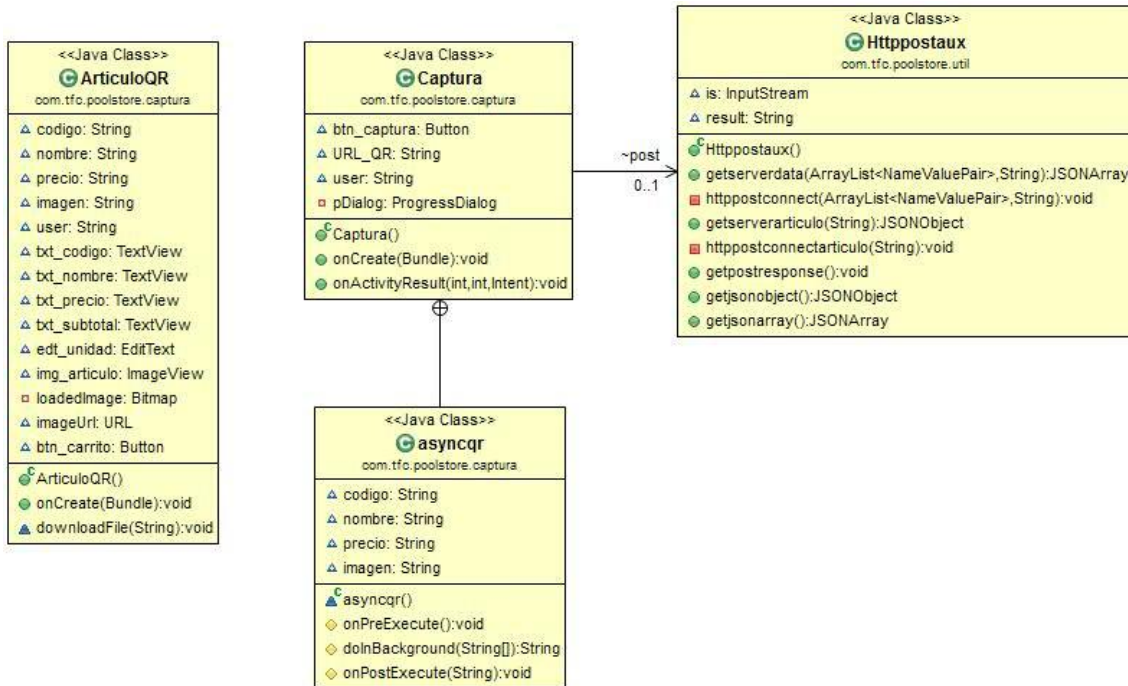 <<Java Class>>
ArticuloQR
com.tfc.poolstore.captura
codigo: String
nombre: String
precio: String
imagen: String
user: String
txt_codigo: TextView
txt_nombre: TextView
txt_precio: TextView
txt_subtotal: TextView
edt_unidad: EditText
img_articulo: ImageView
loadedImage: Bitmap
imageUrl: URL
btn_carrito: Button
ArticuloQR()
onCreate(Bundle):void
downloadFile(String):void
<<Java Class>>
Captura
com.tfc.poolstore.captura
btn_captura: Button
URL_QR: String
user: String
pDialog: ProgressDialog
Captura()
onCreate(Bundle):void
onActivityResult(int,int,Intent):void
~post
0..1
<<Java Class>>
Httppostaux
com.tfc.poolstore.util
is: InputStream
result: String
Httppostaux()
getserverdata(ArrayList<NameValuePair>,String):JSONArray
httppostconnect(ArrayList<NameValuePair>,String):void
getserverarticulo(String):JSONObject
httppostconnectarticulo(String):void
getpostresponse():void
getjsonobject():JSONObject
getjsonarray():JSONArray
<<Java Class>>
asyncqr
com.tfc.poolstore.captura
codigo: String
nombre: String
precio: String
imagen: String
asyncqr()
onPreExecute():void
doInBackground(String[]):String
onPostExecute(String):void